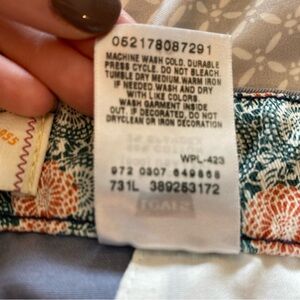 052178087291
MACHINE WASH COLD. DURABLE
PRESS CYCLE. DO NOT BLEACH.
TUMBLE DRY MEDIUM. WARM IRON
IF NEEDED. WASH AND DRY
WITH LIKE COLORS
WASH GARMENT INSIDE
OUT IF DECORATED. DO NOT
DRYCLEAN OR IRON DECORATION
WPL-423
972 0307 649868
731L 389253172